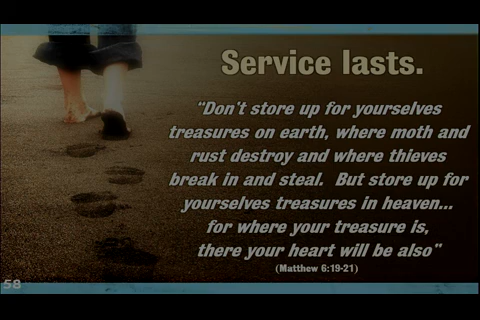 Service lasts.
“Don't store up for yourselves
treasures on earth, where moth and
rust destroy and where thieves
break in and steal.  But store up for
yourselves treasures in heaven...
for where your treasure is,
there your heart will be also“
(Matthew 6:19-21)
58